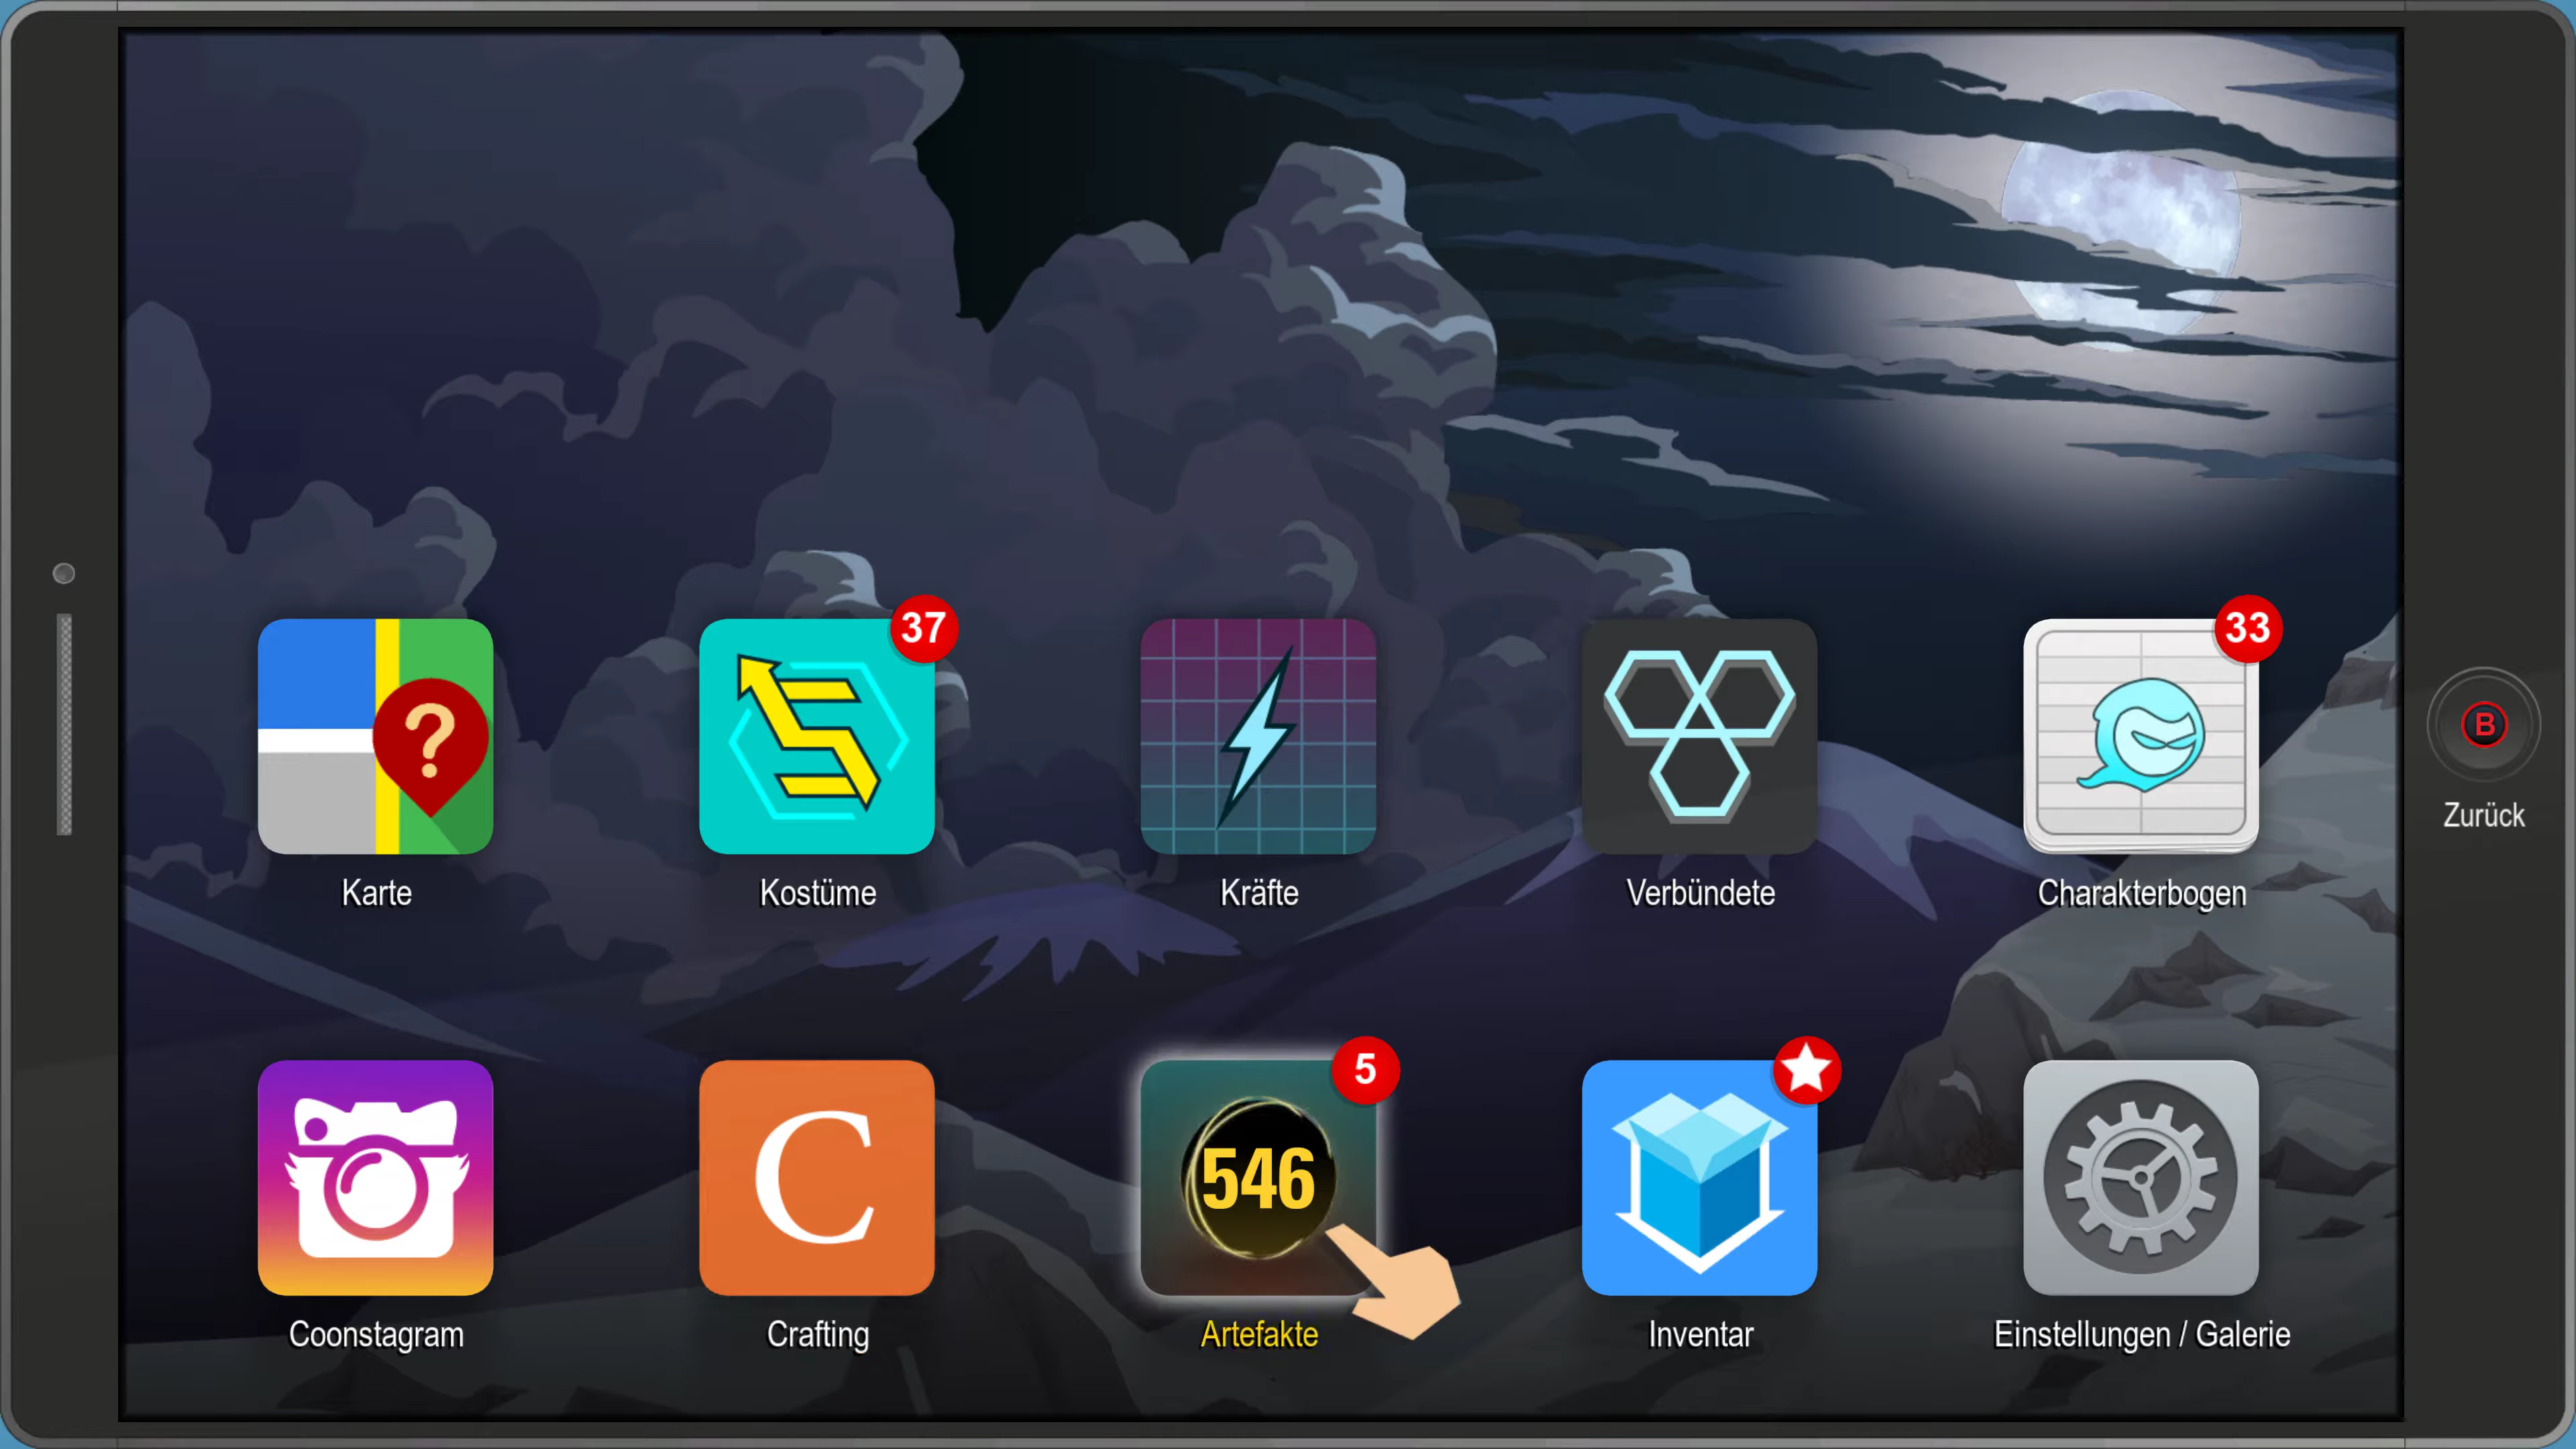 37
33
Karte
Kostüme
Kräfte
Verbündete
Charakterbogen
B
Zurück
5
C
546
Coonstagram
Crafting
Artefakte
Inventar
Einstellungen / Galerie